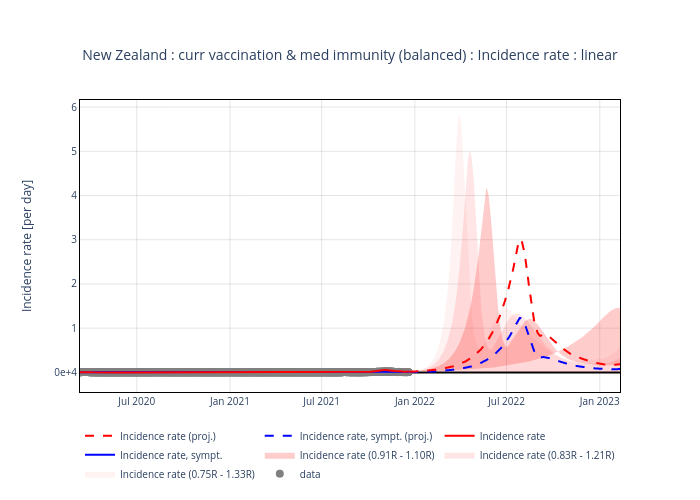 New Zealand : curr vaccination & med immunity (balanced) : Incidence rate : linear
Incidence rate [per day]
6
5
4
3
2
1
0e+4
Jul 2020
Jan 2021
Jul 2021
Jan 2022
Jul 2022
Jan 2023
Incidence rate (proj.)
Incidence rate, sympt. (proj.)
Incidence rate
Incidence rate, sympt.
Incidence rate (0.91R - 1.10R)
Incidence rate (0.83R - 1.21R)
Incidence rate (0.75R - 1.33R)
data